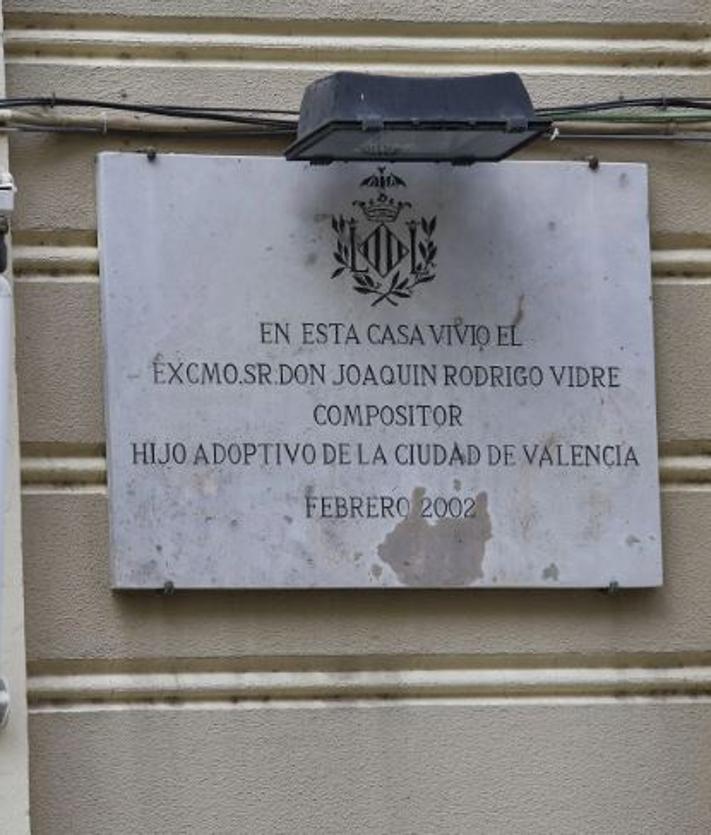 EN ESTA CASA VIVIO EL
EXCMO.SR.DON JOAQUIN RODRIGO VIDRE
COMPOSITOR
HIJO ADOPTIVO DE LA CIUDAD DE VALENCIA
FEBRERO 2002